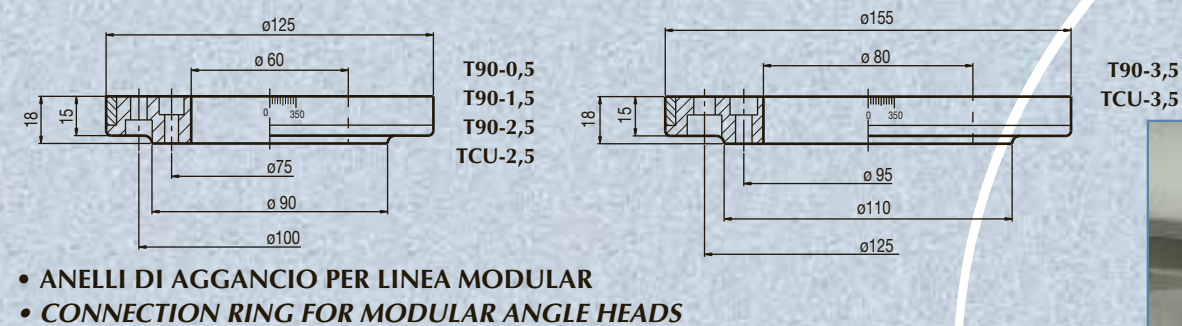 ø125
ø 60
T90-0,5
T90-1,5
T90-2,5
TCU-2,5
18
15
0 350
ø75
ø 90
ø100
ø155
ø 80
T90-3,5
TCU-3,5
18
15
0 350
ø 95
ø110
ø125
• ANELLI DI AGGANCIO PER LINEA MODULAR
• CONNECTION RING FOR MODULAR ANGLE HEADS